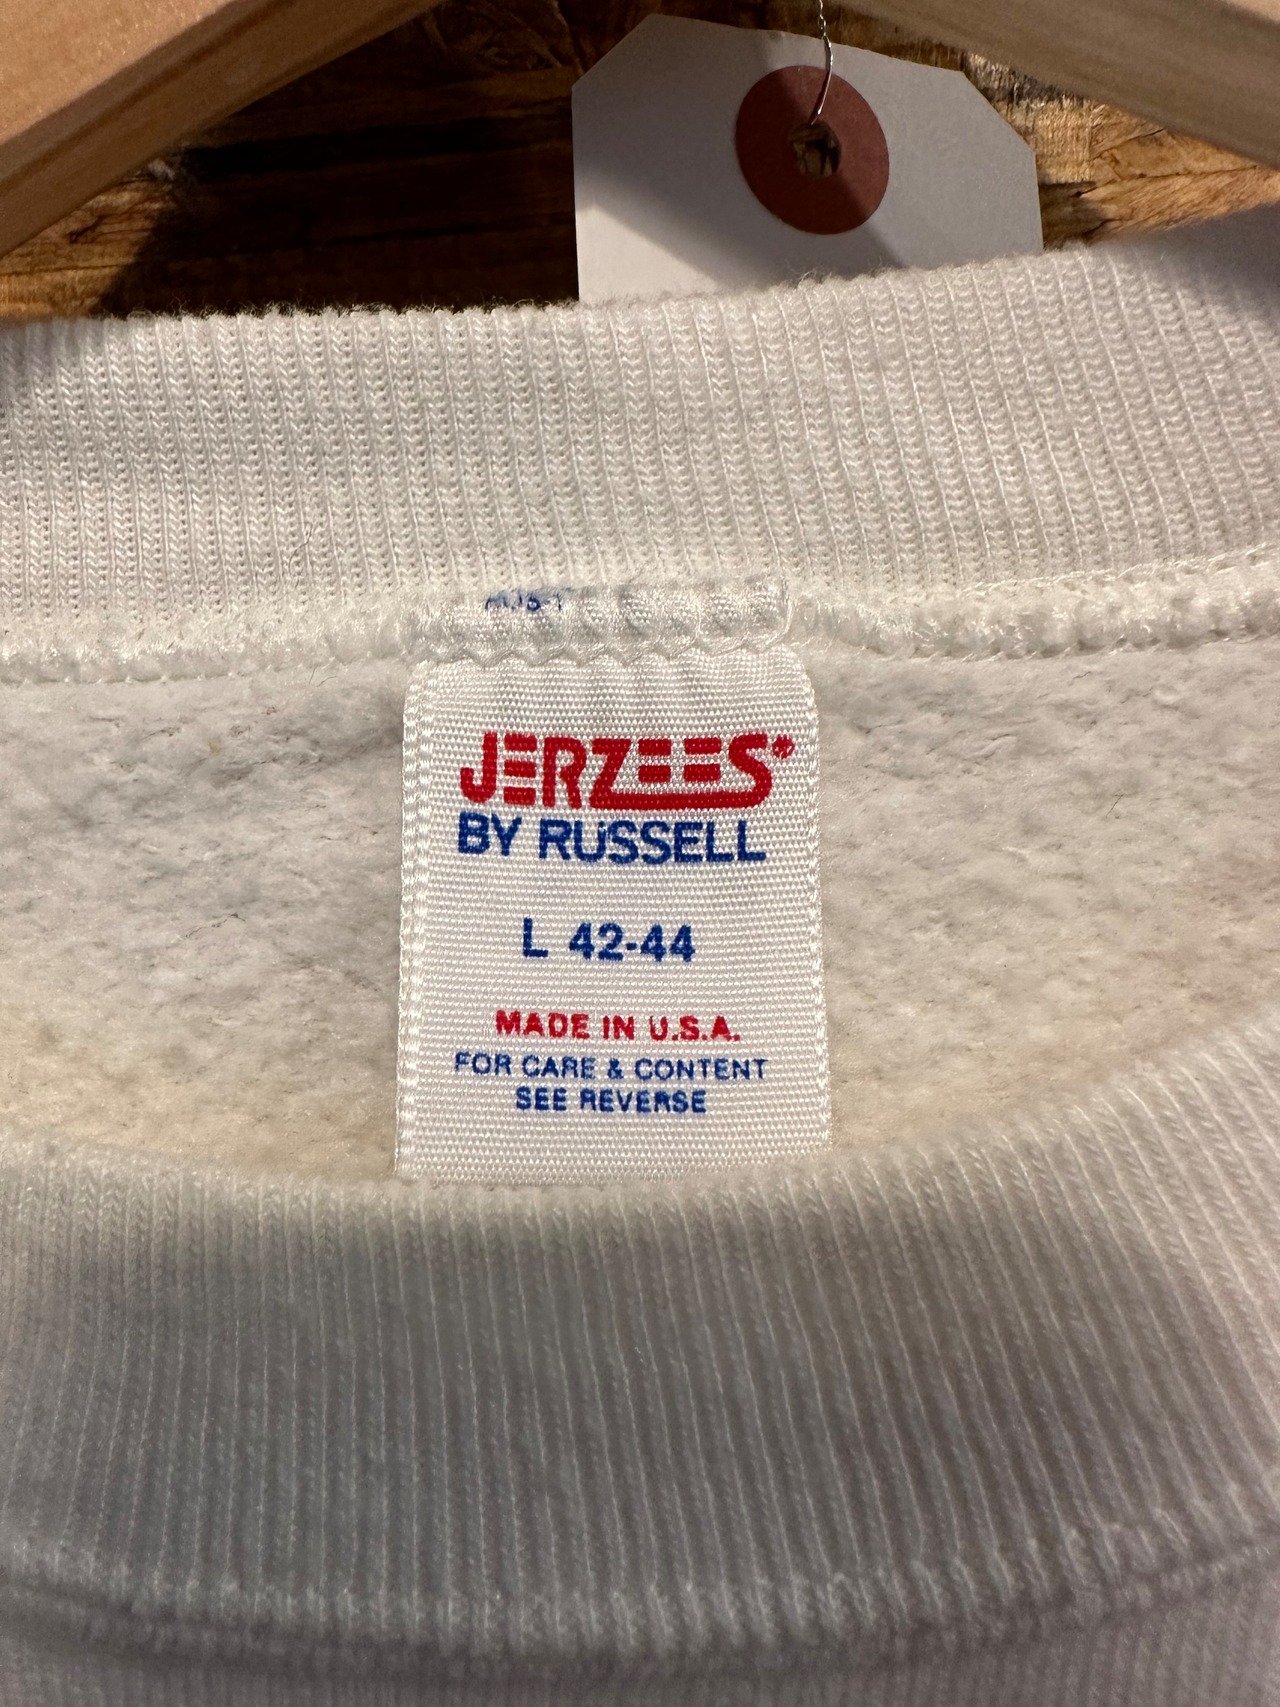 JERZEES®
BY RUSSELL
L 42-44
MADE IN U.S.A.
FOR CARE & CONTENT
SEE REVERSE